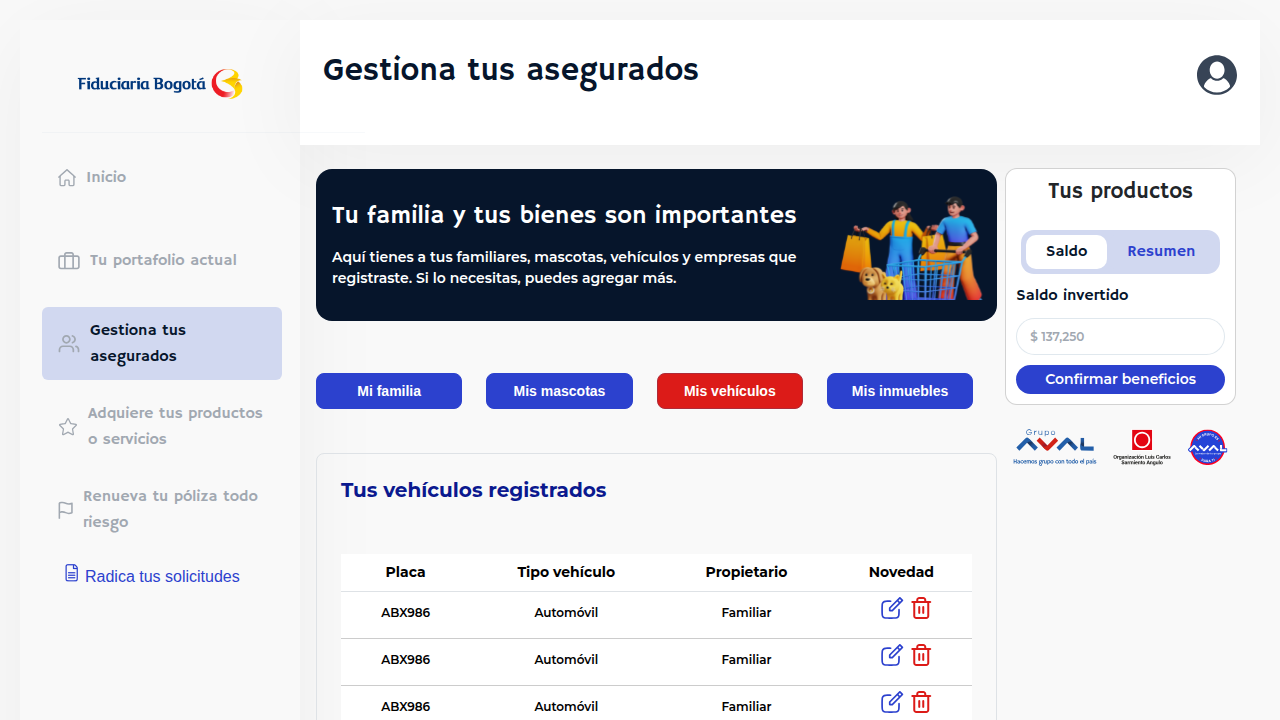 Fiduciaria Bogotá
Inicio
Tu portafolio actual
Gestiona tus
asegurados
Adquiere tus productos
o servicios
Renueva tu póliza todo
riesgo
Radica tus solicitudes
Gestiona tus asegurados
Tu familia y tus bienes son importantes
Aquí tienes a tus familiares, mascotas, vehículos y empresas que
registraste. Si lo necesitas, puedes agregar más.
Mi familia
Mis mascotas
Mis vehículos
Mis inmuebles
Tus vehículos registrados
Placa Tipo vehículo Propietario Novedad
ABX986 Automóvil Familiar
ABX986 Automóvil Familiar
ABX986 Automóvil Familiar
Tus productos
Saldo Resumen
Saldo invertido
$ 137,250
Confirmar beneficios
Grupo
AVAL
Hacemos grupo con todo el país
Organización Luis Carlos
Sarmiento Angulo
AVAL